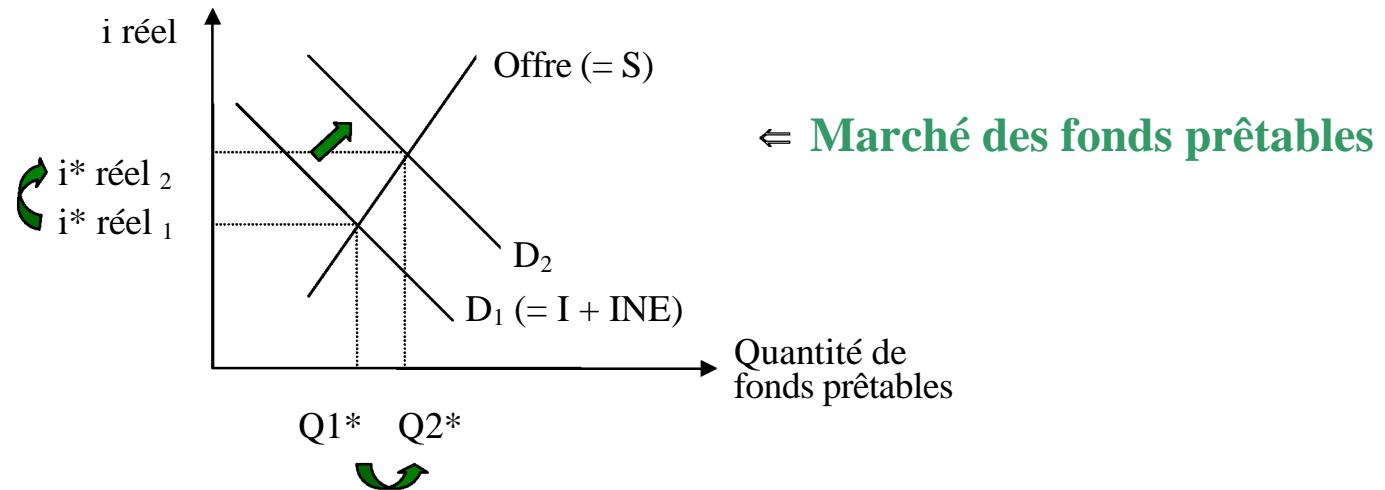 i réel
Offre (= S)
⇐ Marché des fonds prêtables
i* réel 2
i* réel 1
D2
D1 (= I + INE)
Quantité de
fonds prêtables
Q1* Q2*